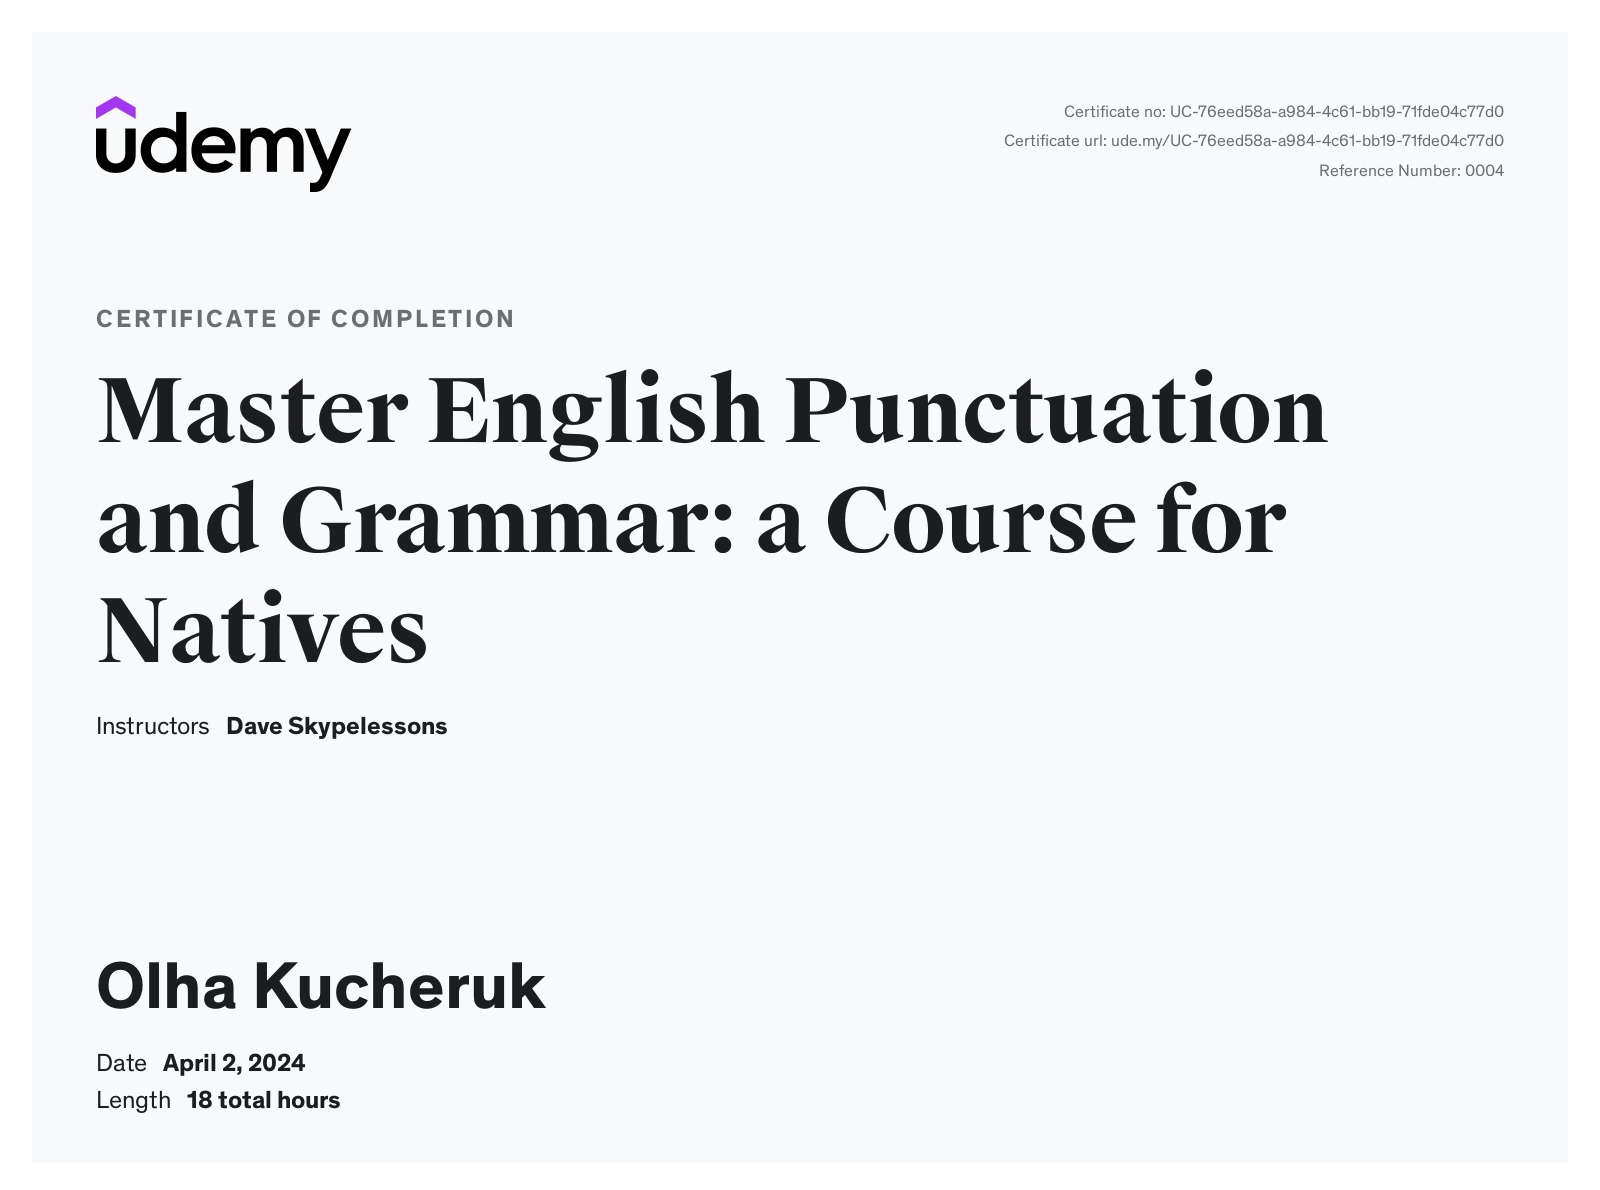 udemy
Certificate no: UC-76eed58a-a984-4c61-bb19-71fde04c77d0
Certificate url: ude.my/UC-76eed58a-a984-4c61-bb19-71fde04c77d0
Reference Number: 0004
CERTIFICATE OF COMPLETION
Master English Punctuation
and Grammar: a Course for
Natives
Instructors Dave Skypelessons
Olha Kucheruk
Date April 2, 2024
Length 18 total hours